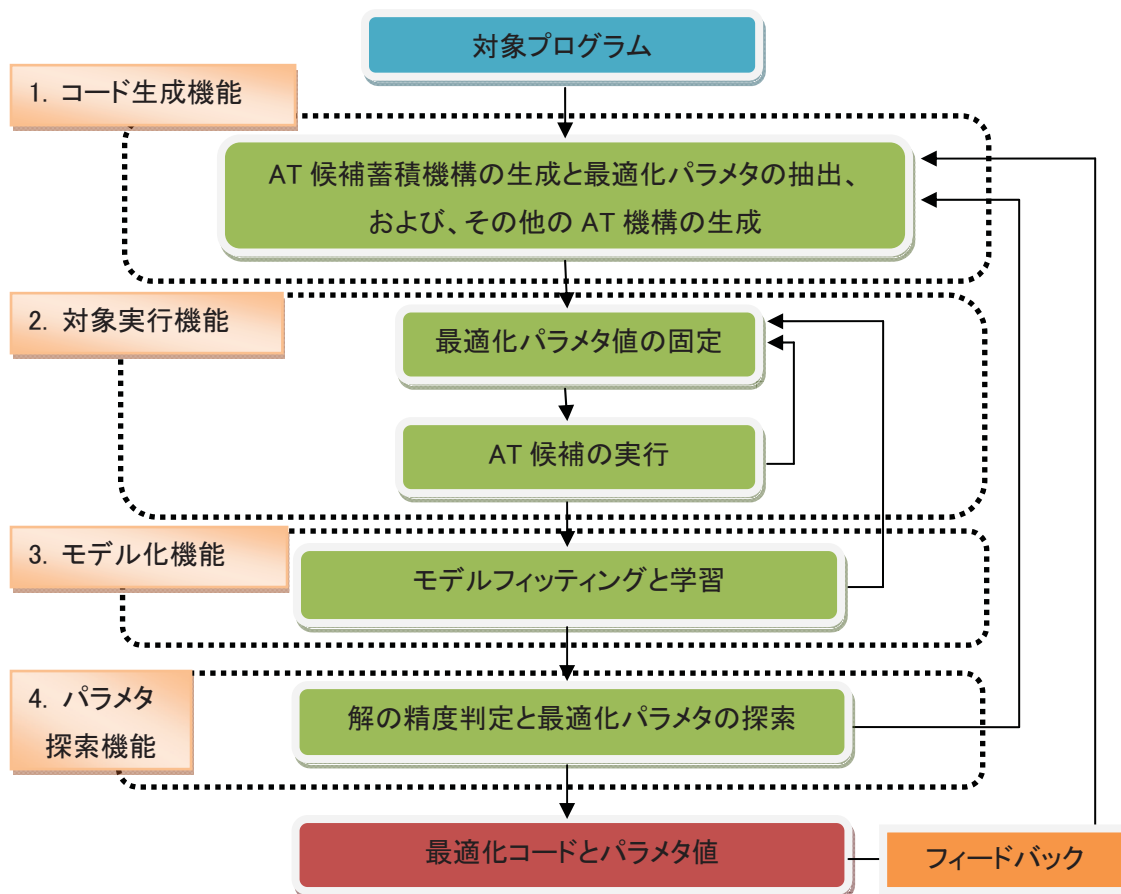 対象プログラム
1. コード生成機能
AT 候補蓄積機構の生成と最適化パラメタの抽出、
および、その他の AT 機構の生成
2. 対象実行機能
最適化パラメタ値の固定
AT 候補の実行
3. モデル化機能
モデルフィッティングと学習
4. パラメタ
探索機能
解の精度判定と最適化パラメタの探索
最適化コードとパラメタ値
フィードバック